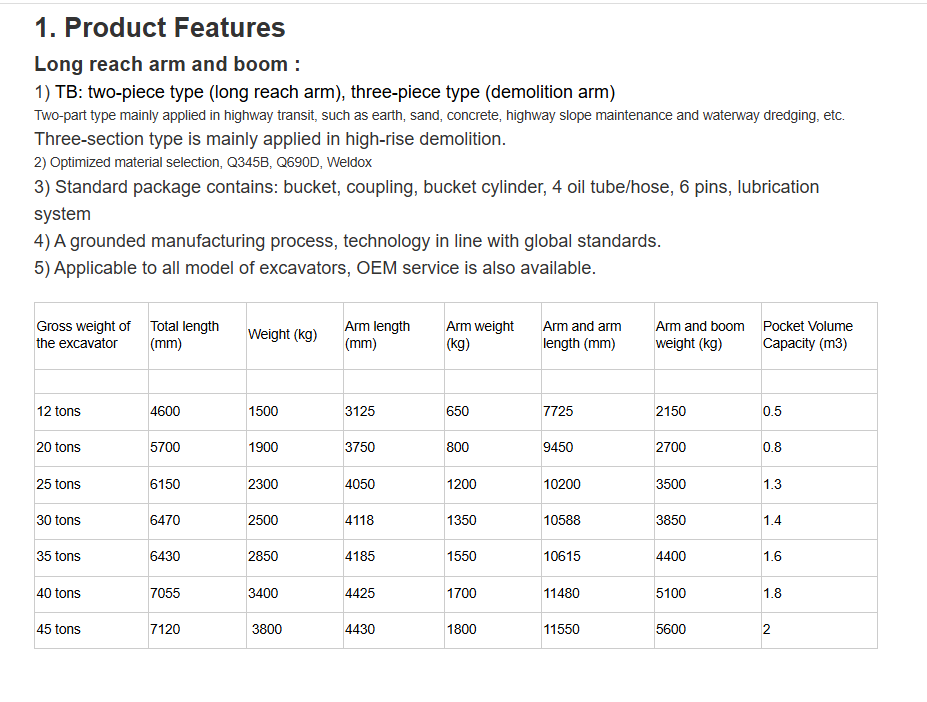 1. Product Features
Long reach arm and boom :
1) TB: two-piece type (long reach arm), three-piece type (demolition arm)
Two-part type mainly applied in highway transit, such as earth, sand, concrete, highway slope maintenance and waterway dredging, etc.
Three-section type is mainly applied in high-rise demolition.
2) Optimized material selection, Q345B, Q690D, Weldox
3) Standard package contains: bucket, coupling, bucket cylinder, 4 oil tube/hose, 6 pins, lubrication
system
4) A grounded manufacturing process, technology in line with global standards.
5) Applicable to all model of excavators, OEM service is also available.
Gross weight of the excavator Total length (mm) Weight (kg) Arm length (mm) Arm weight (kg) Arm and arm length (mm) Arm and boom weight (kg) Pocket Volume Capacity (m3)
12 tons 4600 1500 3125 650 7725 2150 0.5
20 tons 5700 1900 3750 800 9450 2700 0.8
25 tons 6150 2300 4050 1200 10200 3500 1.3
30 tons 6470 2500 4118 1350 10588 3850 1.4
35 tons 6430 2850 4185 1550 10615 4400 1.6
40 tons 7055 3400 4425 1700 11480 5100 1.8
45 tons 7120 3800 4430 1800 11550 5600 2